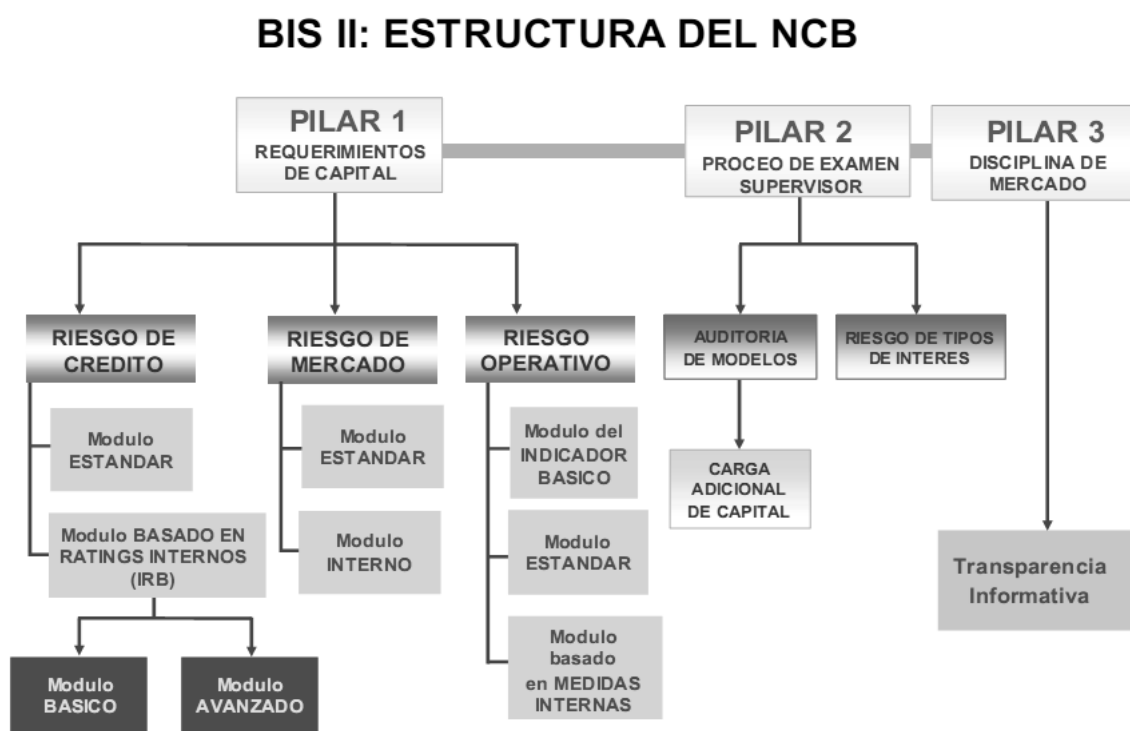 BIS II: ESTRUCTURA DEL NCB
PILAR 1
REQUERIMIENTOS
DE CAPITAL
PILAR 2
PROCEO DE EXAMEN
SUPERVISOR
PILAR 3
DISCIPLINA DE
MERCADO
RIESGO DE
CREDITO
RIESGO DE
MERCADO
RIESGO
OPERATIVO
AUDITORIA
DE MODELOS
RIESGO DE TIPOS
DE INTERES
Modulo
ESTANDAR
Modulo
ESTANDAR
Modulo del
INDICADOR
BASICO
CARGA
ADICIONAL
DE CAPITAL
Modulo BASADO EN
RATINGS INTERNOS
(IRB)
Modulo
INTERNO
Modulo
ESTANDAR
Transparencia
Informativa
Modulo
BASICO
Modulo
AVANZADO
Modulo
basado
en MEDIDAS
INTERNAS